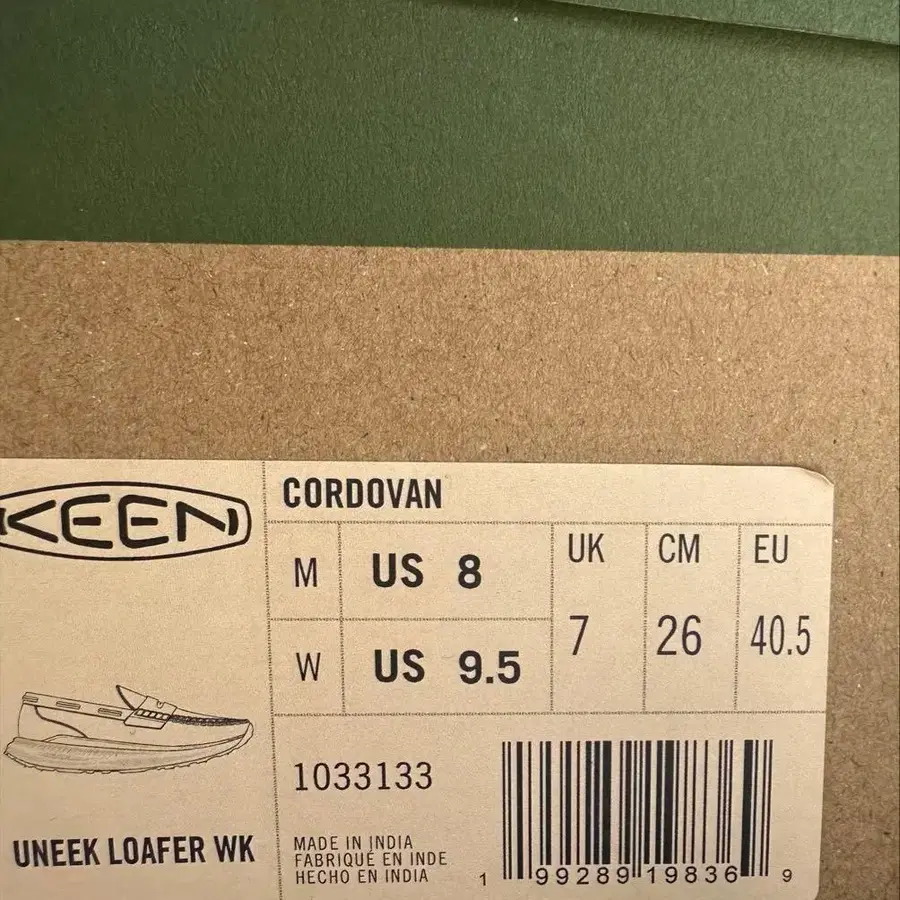 KEEN
CORDOVAN
M US 8
W US 9.5
UK CM EU
7 26 40.5
1033133
UNEEK LOAFER WK
MADE IN INDIA
FABRIQUÉ EN INDE
HECHO EN INDIA
1 99289 19836 9